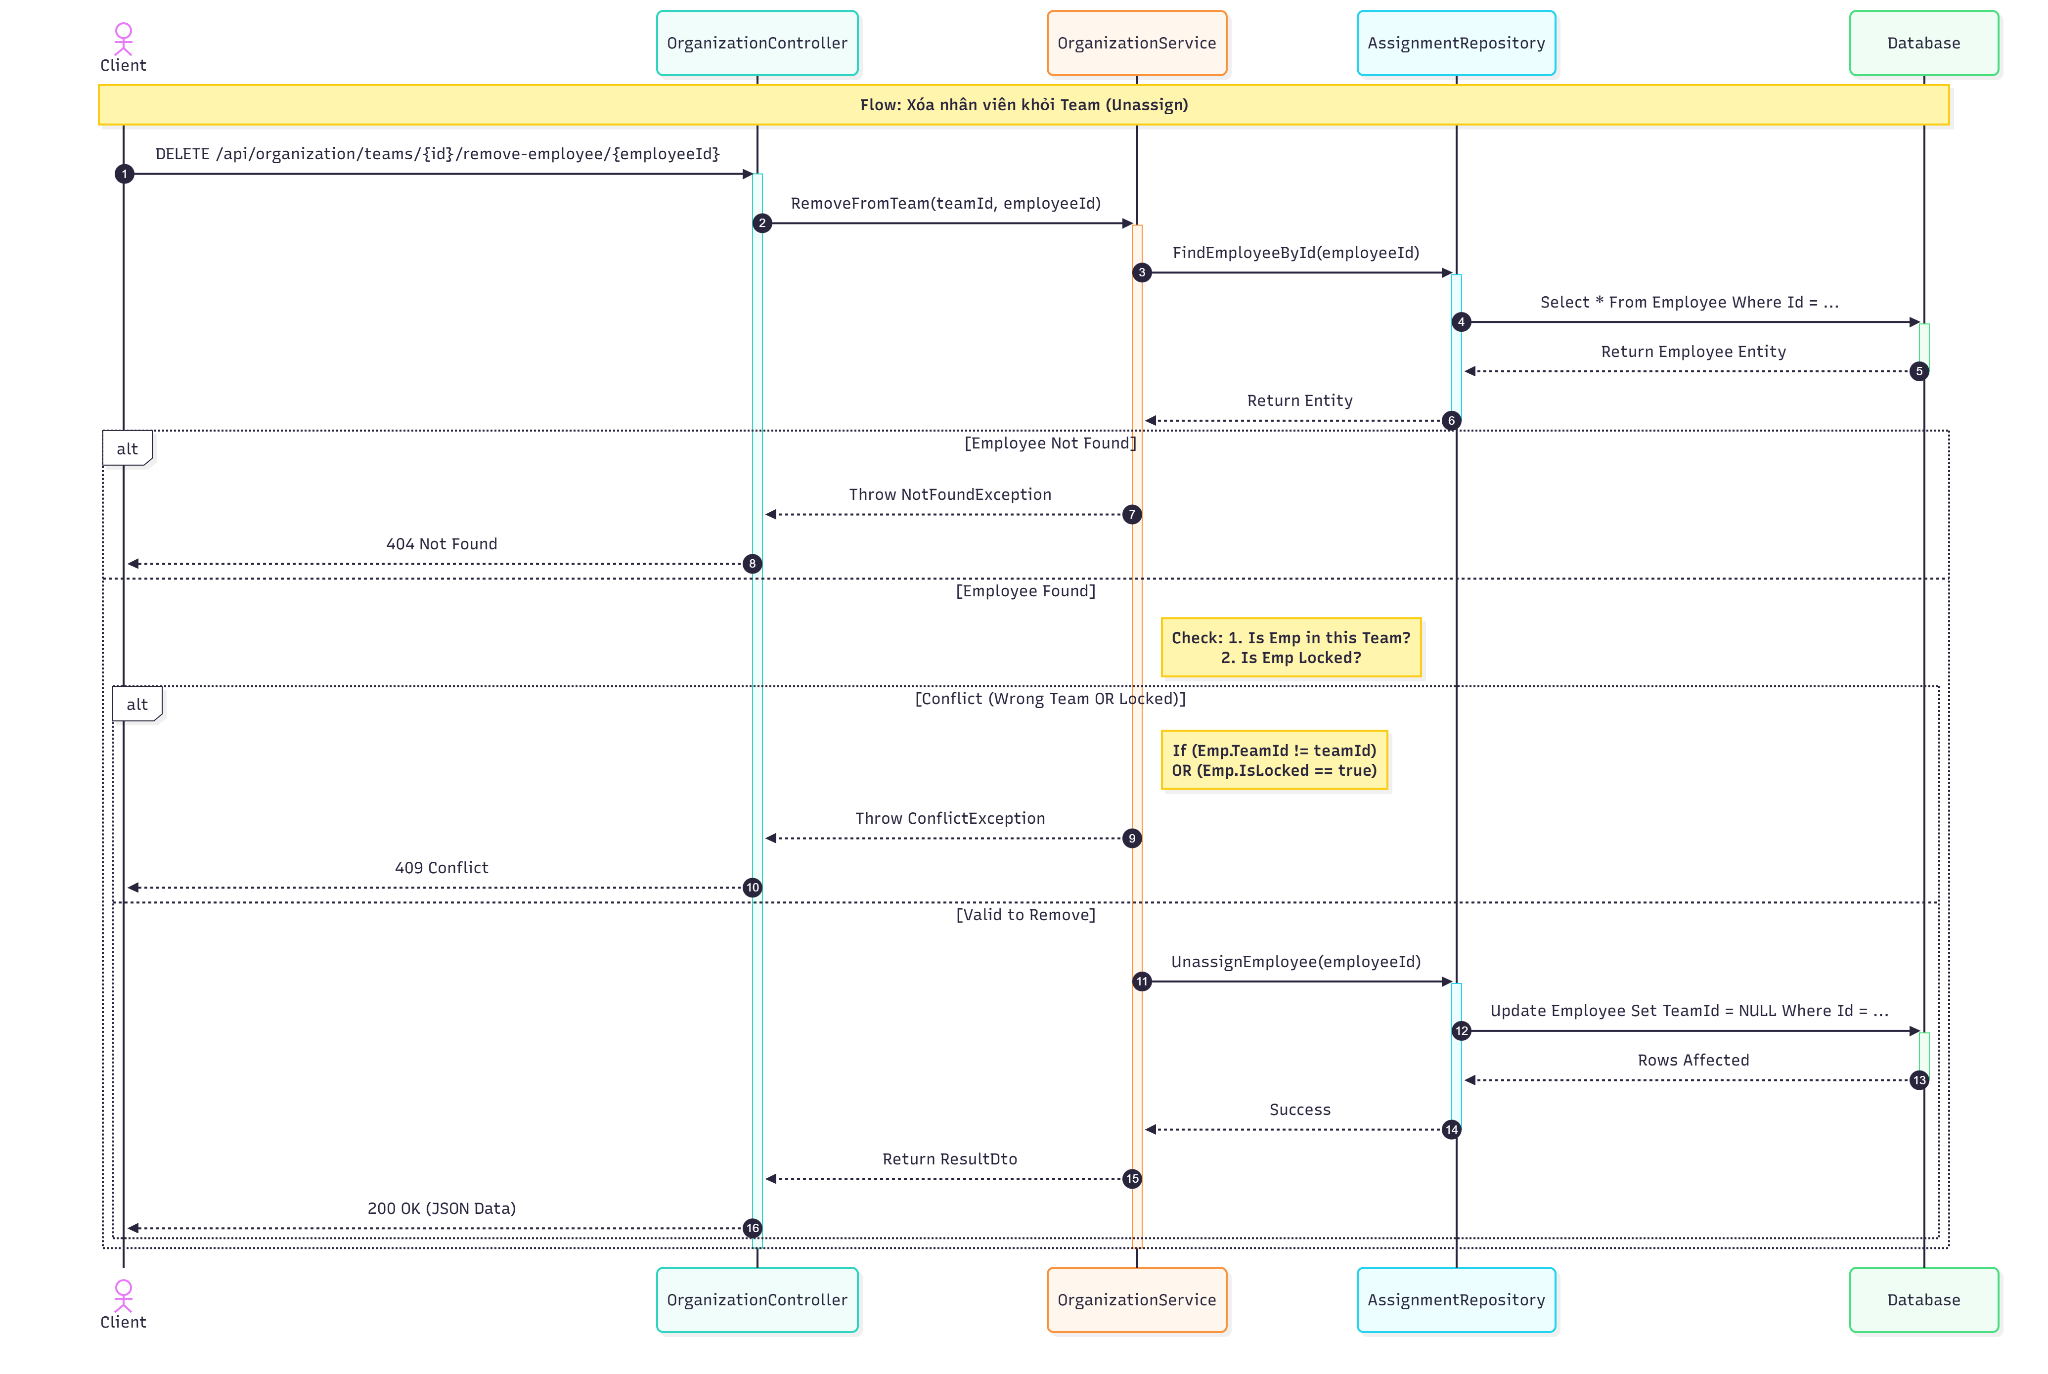 Client
OrganizationController
OrganizationService
AssignmentRepository
Database
Flow: Xóa nhân viên khỏi Team (Unassign)
DELETE /api/organization/teams/{id}/remove-employee/{employeeId}
1
RemoveFromTeam(teamId, employeeId)
2
FindEmployeeById(employeeId)
3
Select * From Employee Where Id = ...
4
Return Employee Entity
5
Return Entity
6
alt
[Employee Not Found]
Throw NotFoundException
7
404 Not Found
8
[Employee Found]
Check: 1. Is Emp in this Team?
2. Is Emp Locked?
alt
[Conflict (Wrong Team OR Locked)]
If (Emp.TeamId != teamId)
OR (Emp.IsLocked == true)
Throw ConflictException
9
409 Conflict
10
[Valid to Remove]
UnassignEmployee(employeeId)
11
Update Employee Set TeamId = NULL Where Id = ...
12
Rows Affected
13
Success
14
Return ResultDto
15
200 OK (JSON Data)
16
Client
OrganizationController
OrganizationService
AssignmentRepository
Database